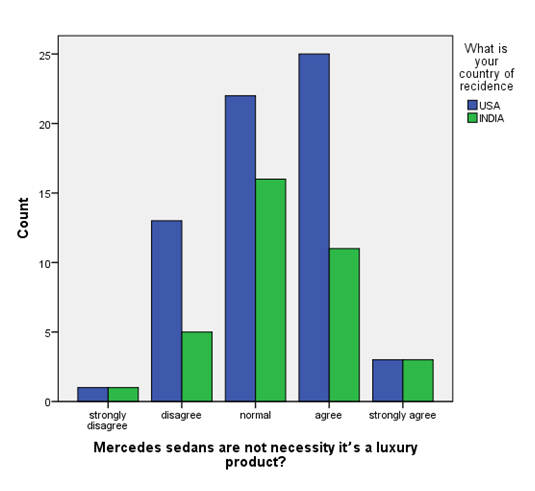 25
20
15
10
5
0
Count
strongly
disagree
disagree
normal
agree
strongly agree
Mercedes sedans are not necessity it's a luxury
product?
What is
your
country of
recidence
USA
INDIA